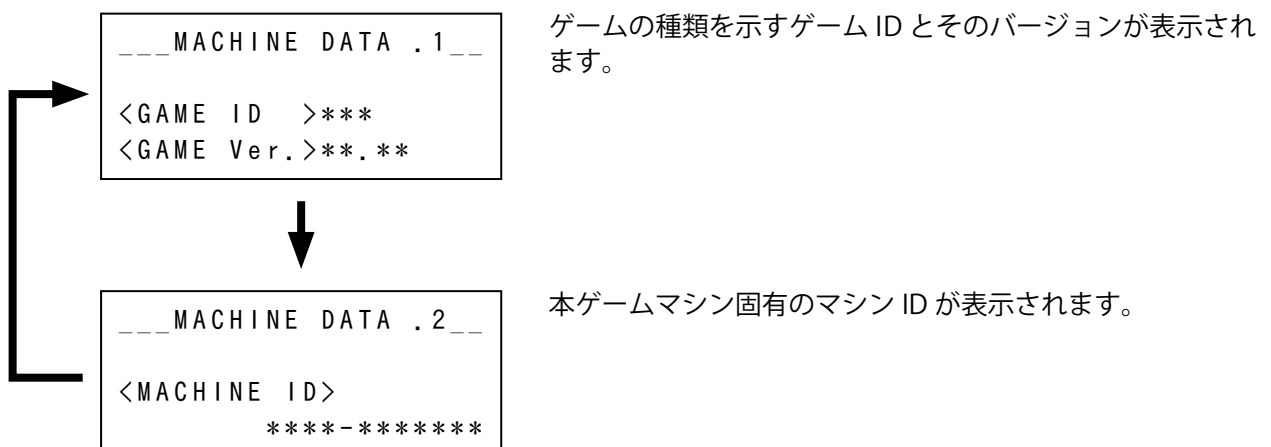 ___MACHINE DATA .1__
ゲームの種類を示すゲーム ID とそのバージョンが表示され
ます。
<GAME ID  >***
<GAME Ver.>**.**
___MACHINE DATA .2__
本ゲームマシン固有のマシン ID が表示されます。
<MACHINE ID>
****-*******